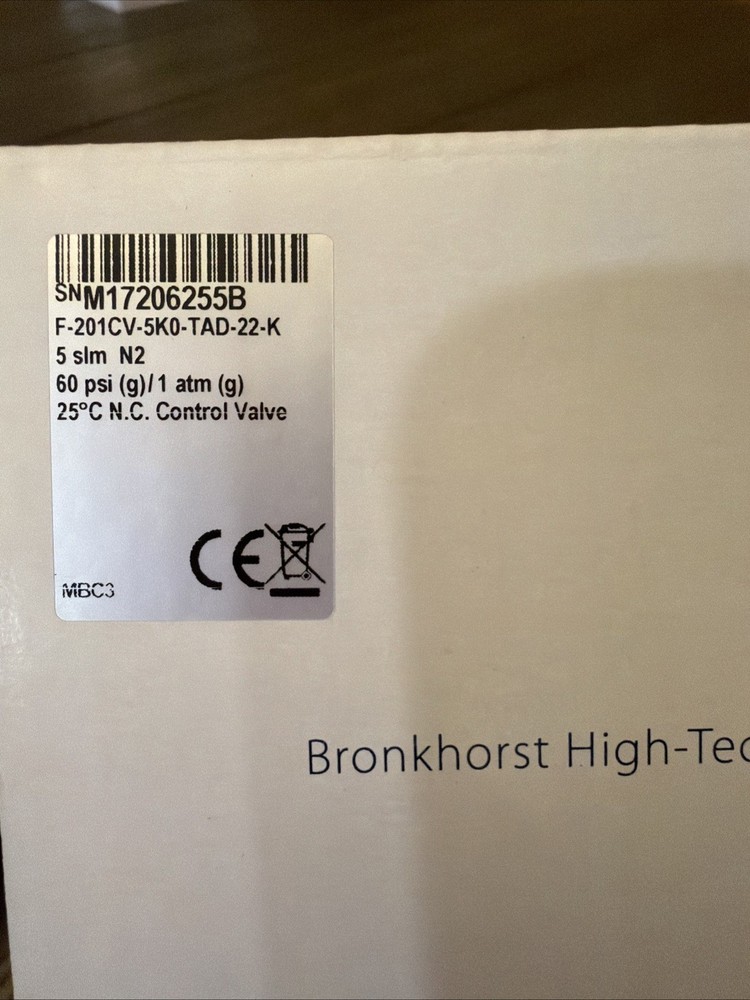 SNM17206255B
F-201CV-5K0-TAD-22-K
5 slm N2
60 psi (g)/1 atm (g)
25°C N.C. Control Valve
CE
MBC3
Bronkhorst High-Tec